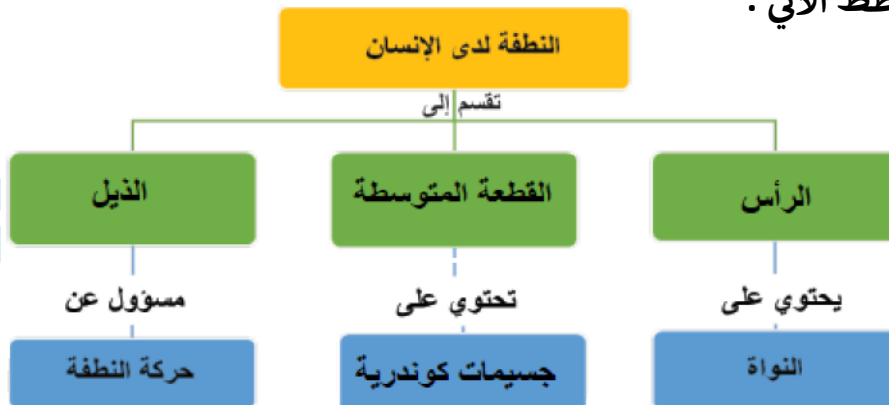 الآتي :
النطفة لدى الإنسان
تقسم إلى
الرأس
القطعة المتوسطة
الذيل
يحتوي على
تحتوي على
مسؤول عن
النواة
جسيمات كوندرية
حركة النطفة